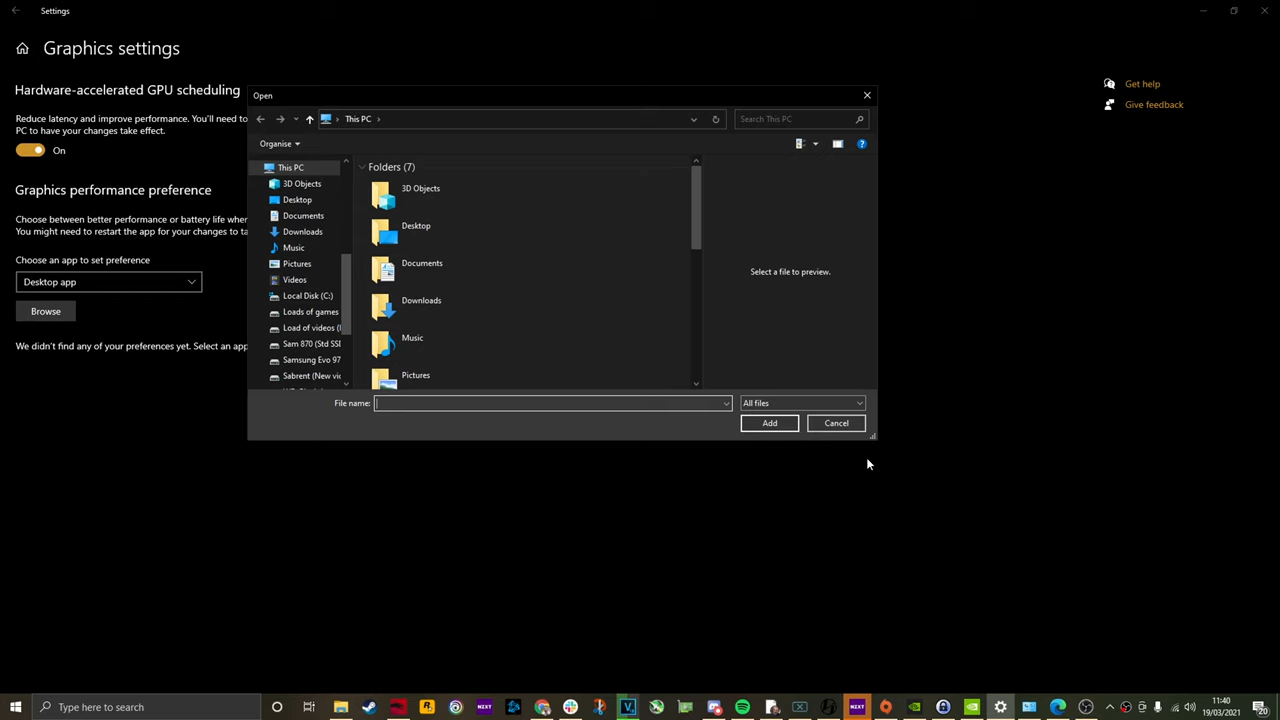 Settings
Graphics settings
Hardware-accelerated GPU scheduling
Reduce latency and improve performance. You'll need to
PC to have your changes take effect.
On
Graphics performance preference
Choose between better performance or battery life when
You might need to restart the app for your changes to ta
Choose an app to set preference
Desktop app
Browse
We didn't find any of your preferences yet. Select an app
Get help
Give feedback
Open
This PC
Search This PC
Organise
This PC
3D Objects
Desktop
Documents
Downloads
Music
Pictures
Videos
Local Disk (C:)
Loads of games
Load of videos (
Sam 870 (Std SSD
Samsung Evo 97
Sabrent (New vi
Folders (7)
3D Objects
Desktop
Documents
Downloads
Music
Pictures
Select a file to preview.
File name:
All files
Add
Cancel
Type here to search
11:40
19/03/2021
20